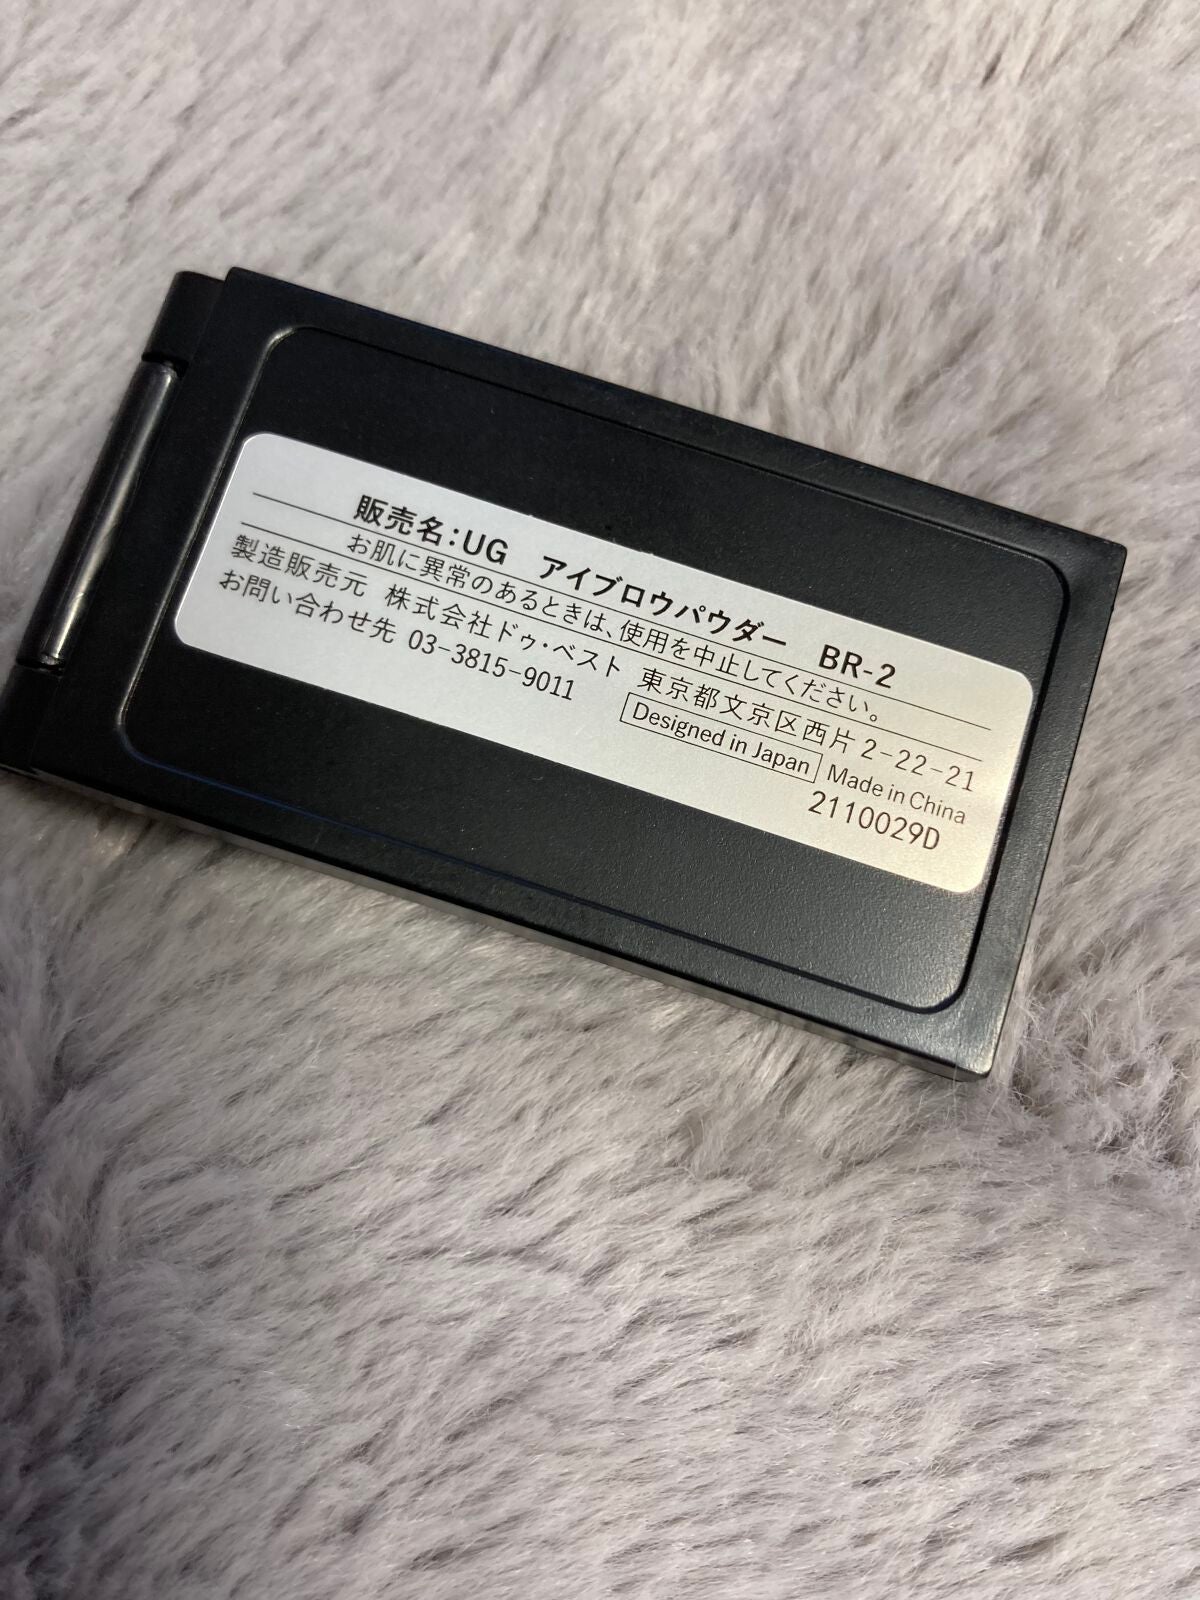 販売名：UG　アイブロウパウダー　BR-2
お肌に異常のあるときは、使用を中止してください。
製造販売元 株式会社ドゥ・ベスト 東京都文京区西片 2-22-21
お問い合わせ先 03-3815-9011 Designed in Japan Made in China
2110029D